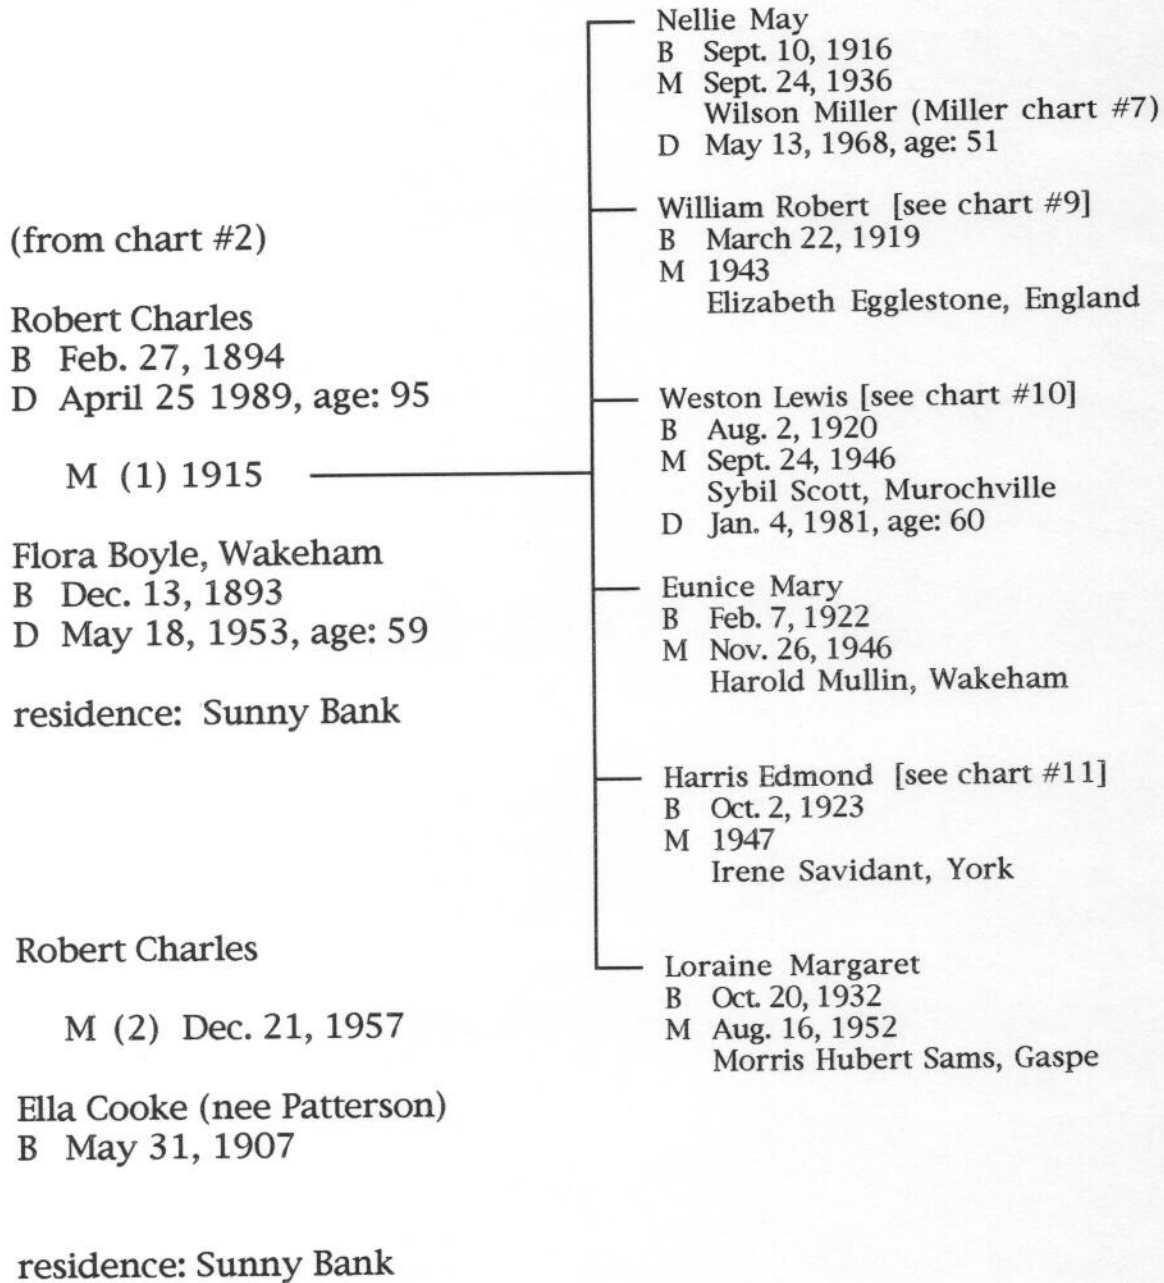 (from chart #2)
Robert Charles
B Feb. 27, 1894
D April 25 1989, age: 95
M (1) 1915
Flora Boyle, Wakeham
B Dec. 13, 1893
D May 18, 1953, age: 59
residence: Sunny Bank
Robert Charles
M (2) Dec. 21, 1957
Ella Cooke (nee Patterson)
B May 31, 1907
residence: Sunny Bank
Nellie May
B Sept. 10, 1916
M Sept. 24, 1936
Wilson Miller (Miller chart #7)
D May 13, 1968, age: 51
William Robert [see chart #9]
B March 22, 1919
M 1943
Elizabeth Egglestone, England
Weston Lewis [see chart #10]
B Aug. 2, 1920
M Sept. 24, 1946
Sybil Scott, Murochville
D Jan. 4, 1981, age: 60
Eunice Mary
B Feb. 7, 1922
M Nov. 26, 1946
Harold Mullin, Wakeham
Harris Edmond [see chart #11]
B Oct. 2, 1923
M 1947
Irene Savidant, York
Loraine Margaret
B Oct. 20, 1932
M Aug. 16, 1952
Morris Hubert Sams, Gaspe